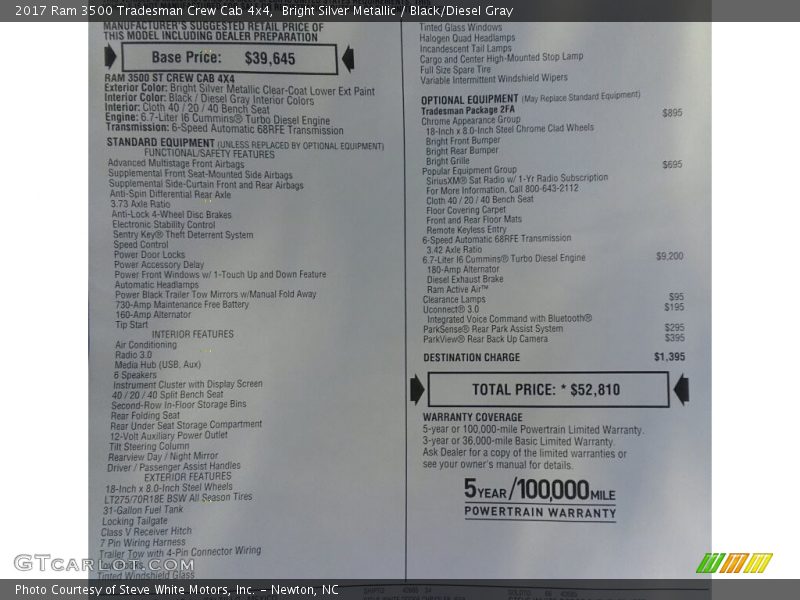 2017 Ram 3500 Tradesman Crew Cab 4x4,  Bright Silver Metallic / Black/Diesel Gray
MANUFACTURER'S SUGGESTED RETAIL PRICE OF
THIS MODEL INCLUDING DEALER PREPARATION
Base Price: $39,645
RAM 3500 ST CREW CAB 4X4
Exterior Color: Bright Silver Metallic Clear-Coat Lower Ext Paint
Interior Color: Black / Diesel Gray Interior Colors
Interior: Cloth 40 / 20 / 40 Bench Seat
Engine: 6.7-Liter I6 Cummins® Turbo Diesel Engine
Transmission: 6-Speed Automatic 68RFE Transmission
STANDARD EQUIPMENT (UNLESS REPLACED BY OPTIONAL EQUIPMENT)
FUNCTIONAL/SAFETY FEATURES
Advanced Multistage Front Airbags
Supplemental Front Seat-Mounted Side Airbags
Supplemental Side-Curtain Front and Rear Airbags
Anti-Spin Differential Rear Axle
3.73 Axle Ratio
Anti-Lock 4-Wheel Disc Brakes
Electronic Stability Control
Sentry Key® Theft Deterrent System
Speed Control
Power Door Locks
Power Accessory Delay
Power Front Windows w/ 1-Touch Up and Down Feature
Automatic Headlamps
Power Black Trailer Tow Mirrors w/Manual Fold Away
730-Amp Maintenance Free Battery
160-Amp Alternator
Tip Start
INTERIOR FEATURES
Air Conditioning
Radio 3.0
Media Hub (USB, Aux)
6 Speakers
Instrument Cluster with Display Screen
40 / 20 / 40 Split Bench Seat
Second-Row In-Floor Storage Bins
Rear Folding Seat
Rear Under Seat Storage Compartment
12-Volt Auxiliary Power Outlet
Tilt Steering Column
Rearview Day / Night Mirror
Driver / Passenger Assist Handles
EXTERIOR FEATURES
18-Inch x 8.0-Inch Steel Wheels
LT275/70R18E BSW All Season Tires
31-Gallon Fuel Tank
Locking Tailgate
Class V Receiver Hitch
7 Pin Wiring Harness
Trailer Tow with 4-Pin Connector Wiring
Tinted Windshield Glass
Tinted Glass Windows
Halogen Quad Headlamps
Incandescent Tail Lamps
Cargo and Center High-Mounted Stop Lamp
Full Size Spare Tire
Variable Intermittent Windshield Wipers
OPTIONAL EQUIPMENT (May Replace Standard Equipment)
Tradesman Package 2FA
Chrome Appearance Group $895
18-Inch x 8.0-Inch Steel Chrome Clad Wheels
Bright Front Bumper
Bright Rear Bumper
Bright Grille
Popular Equipment Group $695
SiriusXM® Sat Radio w/ 1-Yr Radio Subscription
For More Information, Call 800-643-2112
Cloth 40 / 20 / 40 Bench Seat
Floor Covering Carpet
Front and Rear Floor Mats
Remote Keyless Entry
6-Speed Automatic 68RFE Transmission
3.42 Axle Ratio
6.7-Liter I6 Cummins® Turbo Diesel Engine $9,200
180-Amp Alternator
Diesel Exhaust Brake
Ram Active Air™
Clearance Lamps $95
Uconnect® 3.0 $195
Integrated Voice Command with Bluetooth®
ParkSense® Rear Park Assist System $295
ParkView® Rear Back Up Camera $395
DESTINATION CHARGE $1,395
TOTAL PRICE: * $52,810
WARRANTY COVERAGE
5-year or 100,000-mile Powertrain Limited Warranty.
3-year or 36,000-mile Basic Limited Warranty.
Ask Dealer for a copy of the limited warranties or
see your owner's manual for details.
5 YEAR/100,000 MILE
POWERTRAIN WARRANTY
GTCarLot.com
Photo Courtesy of Steve White Motors, Inc. – Newton, NC